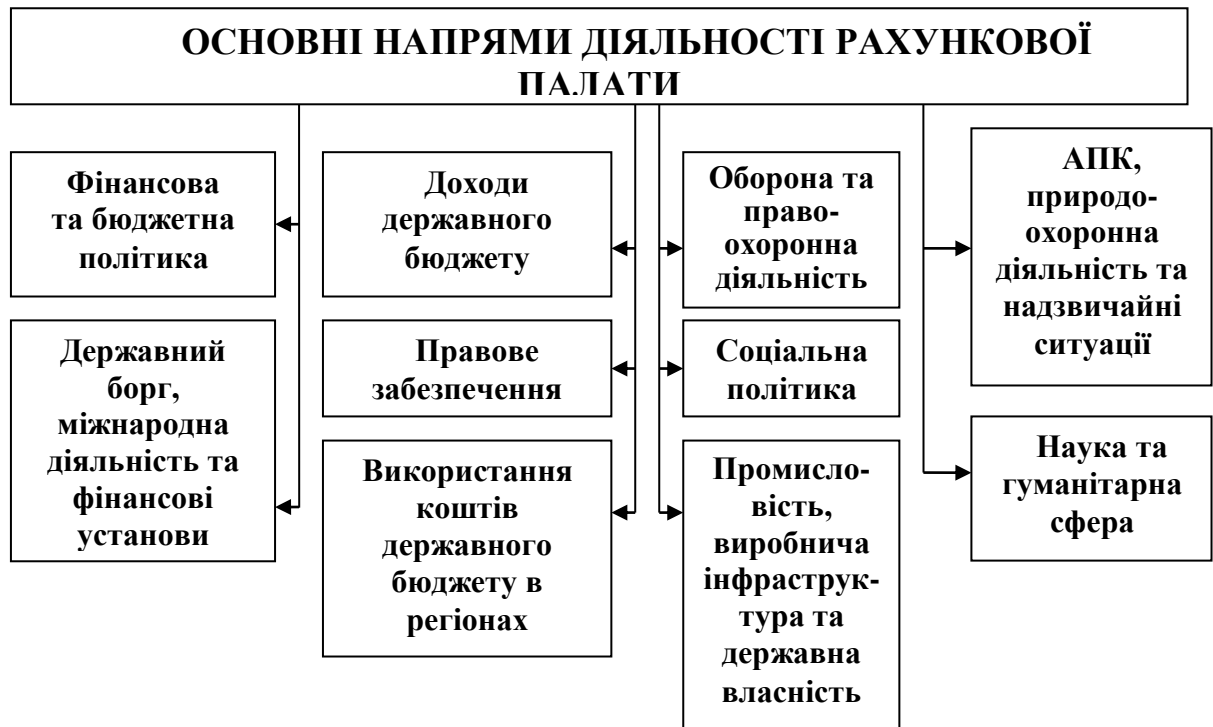 ОСНОВНІ НАПРЯМИ ДІЯЛЬНОСТІ РАХУНКОВОЇ
ПАЛАТИ
Фінансова
та бюджетна
політика
Державний
борг,
міжнародна
діяльність та
фінансові
установи
Доходи
державного
бюджету
Правове
забезпечення
Використання
коштів
державного
бюджету в
регіонах
Оборона та
право-
охоронна
діяльність
Соціальна
політика
Промисло-
вість,
виробнича
інфраструк-
тура та
державна
власність
АПК,
природо-
охоронна
діяльність та
надзвичайні
ситуації
Наука та
гуманітарна
сфера